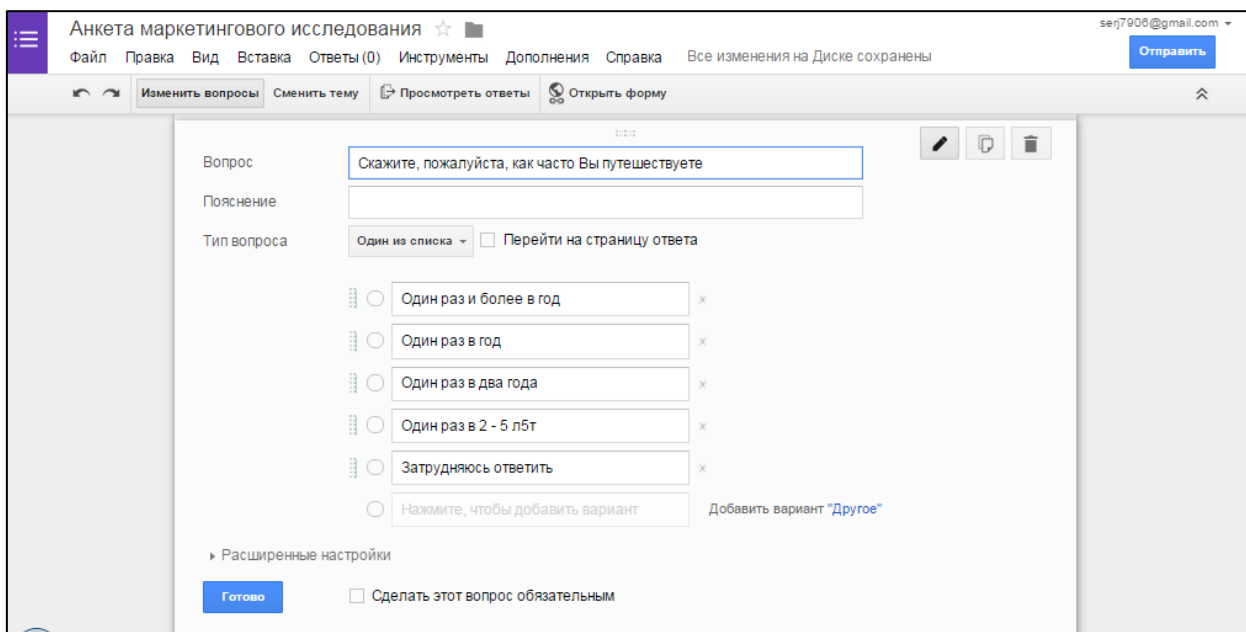 Анкета маркетингового исследования
serj7906@gmail.com
Файл Правка Вид Вставка Ответы (0) Инструменты Дополнения Справка Все изменения на Диске сохранены
Отправить
Изменить вопросы Сменить тему Просмотреть ответы Открыть форму
Вопрос Скажите, пожалуйста, как часто Вы путешествуете
Пояснение
Тип вопроса Один из списка Перейти на страницу ответа
Один раз и более в год
Один раз в год
Один раз в два года
Один раз в 2 - 5 л5т
Затрудняюсь ответить
Нажмите, чтобы добавить вариант Добавить вариант "Другое"
Расширенные настройки
Готово Сделать этот вопрос обязательным